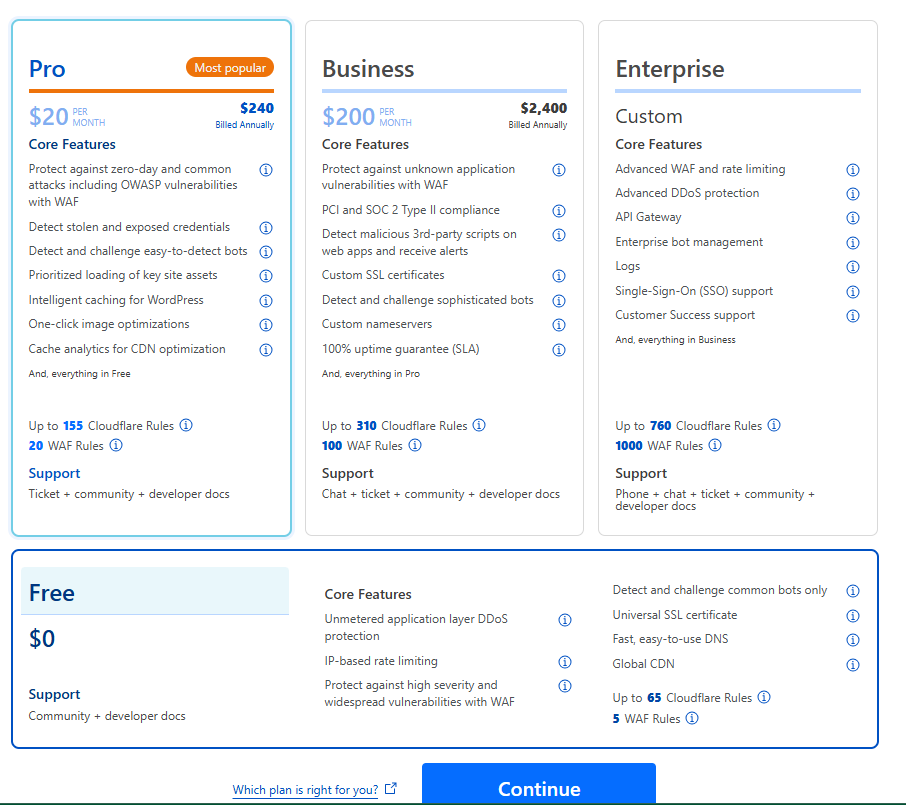 Pro
Most popular
$20 PER MONTH
$240
Billed Annually
Core Features
Protect against zero-day and common
attacks including OWASP vulnerabilities
with WAF
Detect stolen and exposed credentials
Detect and challenge easy-to-detect bots
Prioritized loading of key site assets
Intelligent caching for WordPress
One-click image optimizations
Cache analytics for CDN optimization
And, everything in Free
Up to 155 Cloudflare Rules
20 WAF Rules
Support
Ticket + community + developer docs
Business
$200 PER MONTH
$2,400
Billed Annually
Core Features
Protect against unknown application
vulnerabilities with WAF
PCI and SOC 2 Type II compliance
Detect malicious 3rd-party scripts on
web apps and receive alerts
Custom SSL certificates
Detect and challenge sophisticated bots
Custom nameservers
100% uptime guarantee (SLA)
And, everything in Pro
Up to 310 Cloudflare Rules
100 WAF Rules
Support
Chat + ticket + community + developer docs
Enterprise
Custom
Core Features
Advanced WAF and rate limiting
Advanced DDoS protection
API Gateway
Enterprise bot management
Logs
Single-Sign-On (SSO) support
Customer Success support
And, everything in Business
Up to 760 Cloudflare Rules
1000 WAF Rules
Support
Phone + chat + ticket + community +
developer docs
Free
$0
Support
Community + developer docs
Core Features
Unmetered application layer DDoS
protection
IP-based rate limiting
Protect against high severity and
widespread vulnerabilities with WAF
Detect and challenge common bots only
Universal SSL certificate
Fast, easy-to-use DNS
Global CDN
Up to 65 Cloudflare Rules
5 WAF Rules
Which plan is right for you?
Continue